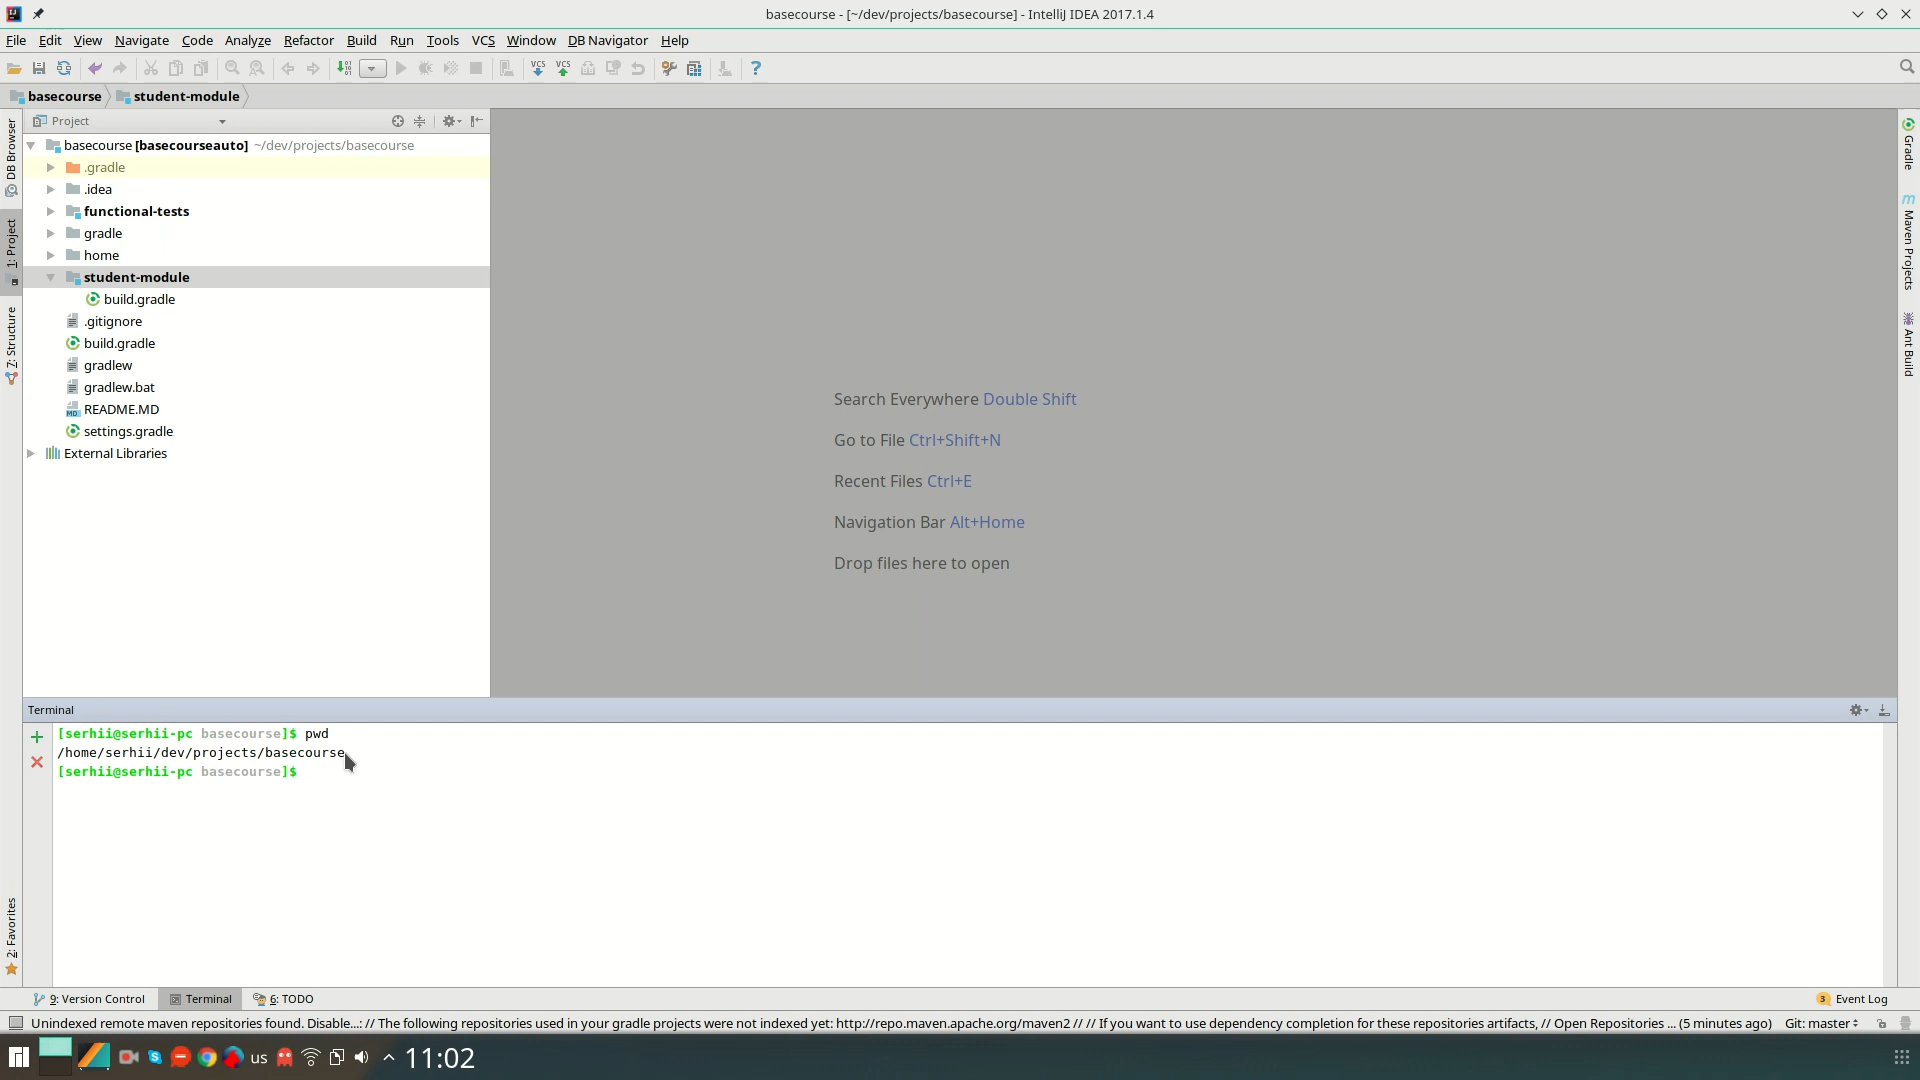 basecourse - [~/dev/projects/basecourse] - IntelliJ IDEA 2017.1.4
File Edit View Navigate Code Analyze Refactor Build Run Tools VCS Window DB Navigator Help
VCS VCS
basecourse student-module
Project
basecourse [basecourseauto] ~/dev/projects/basecourse
.gradle
.idea
functional-tests
gradle
home
student-module
build.gradle
.gitignore
build.gradle
gradlew
gradlew.bat
README.MD
settings.gradle
External Libraries
DB Browser
1: Project
7: Structure
2: Favorites
Search Everywhere Double Shift
Go to File Ctrl+Shift+N
Recent Files Ctrl+E
Navigation Bar Alt+Home
Drop files here to open
Gradle
Maven Projects
Ant Build
Terminal
[serhii@serhii-pc basecourse]$ pwd
/home/serhii/dev/projects/basecourse
[serhii@serhii-pc basecourse]$
9: Version Control Terminal 6: TODO 3 Event Log
Unindexed remote maven repositories found. Disable...: // The following repositories used in your gradle projects were not indexed yet: http://repo.maven.apache.org/maven2 // // If you want to use dependency completion for these repositories artifacts, // Open Repositories ... (5 minutes ago) Git: master
us 11:02